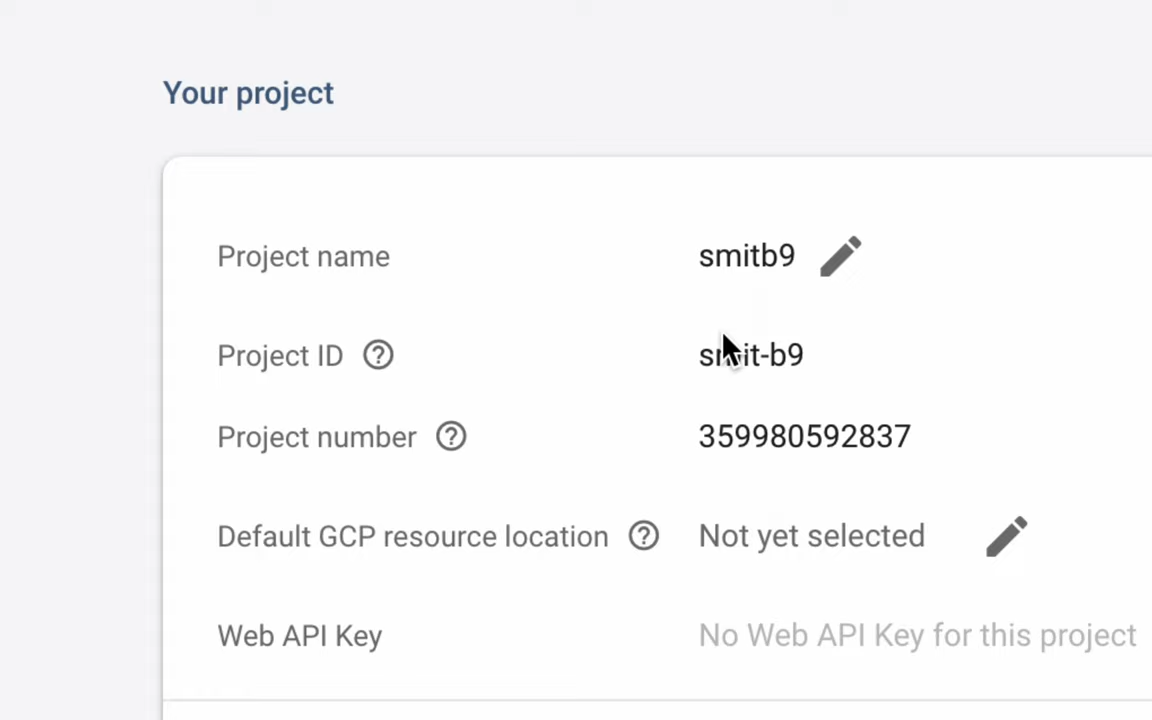 Your project
Project name smitb9
Project ID smit-b9
Project number 359980592837
Default GCP resource location Not yet selected
Web API Key No Web API Key for this project